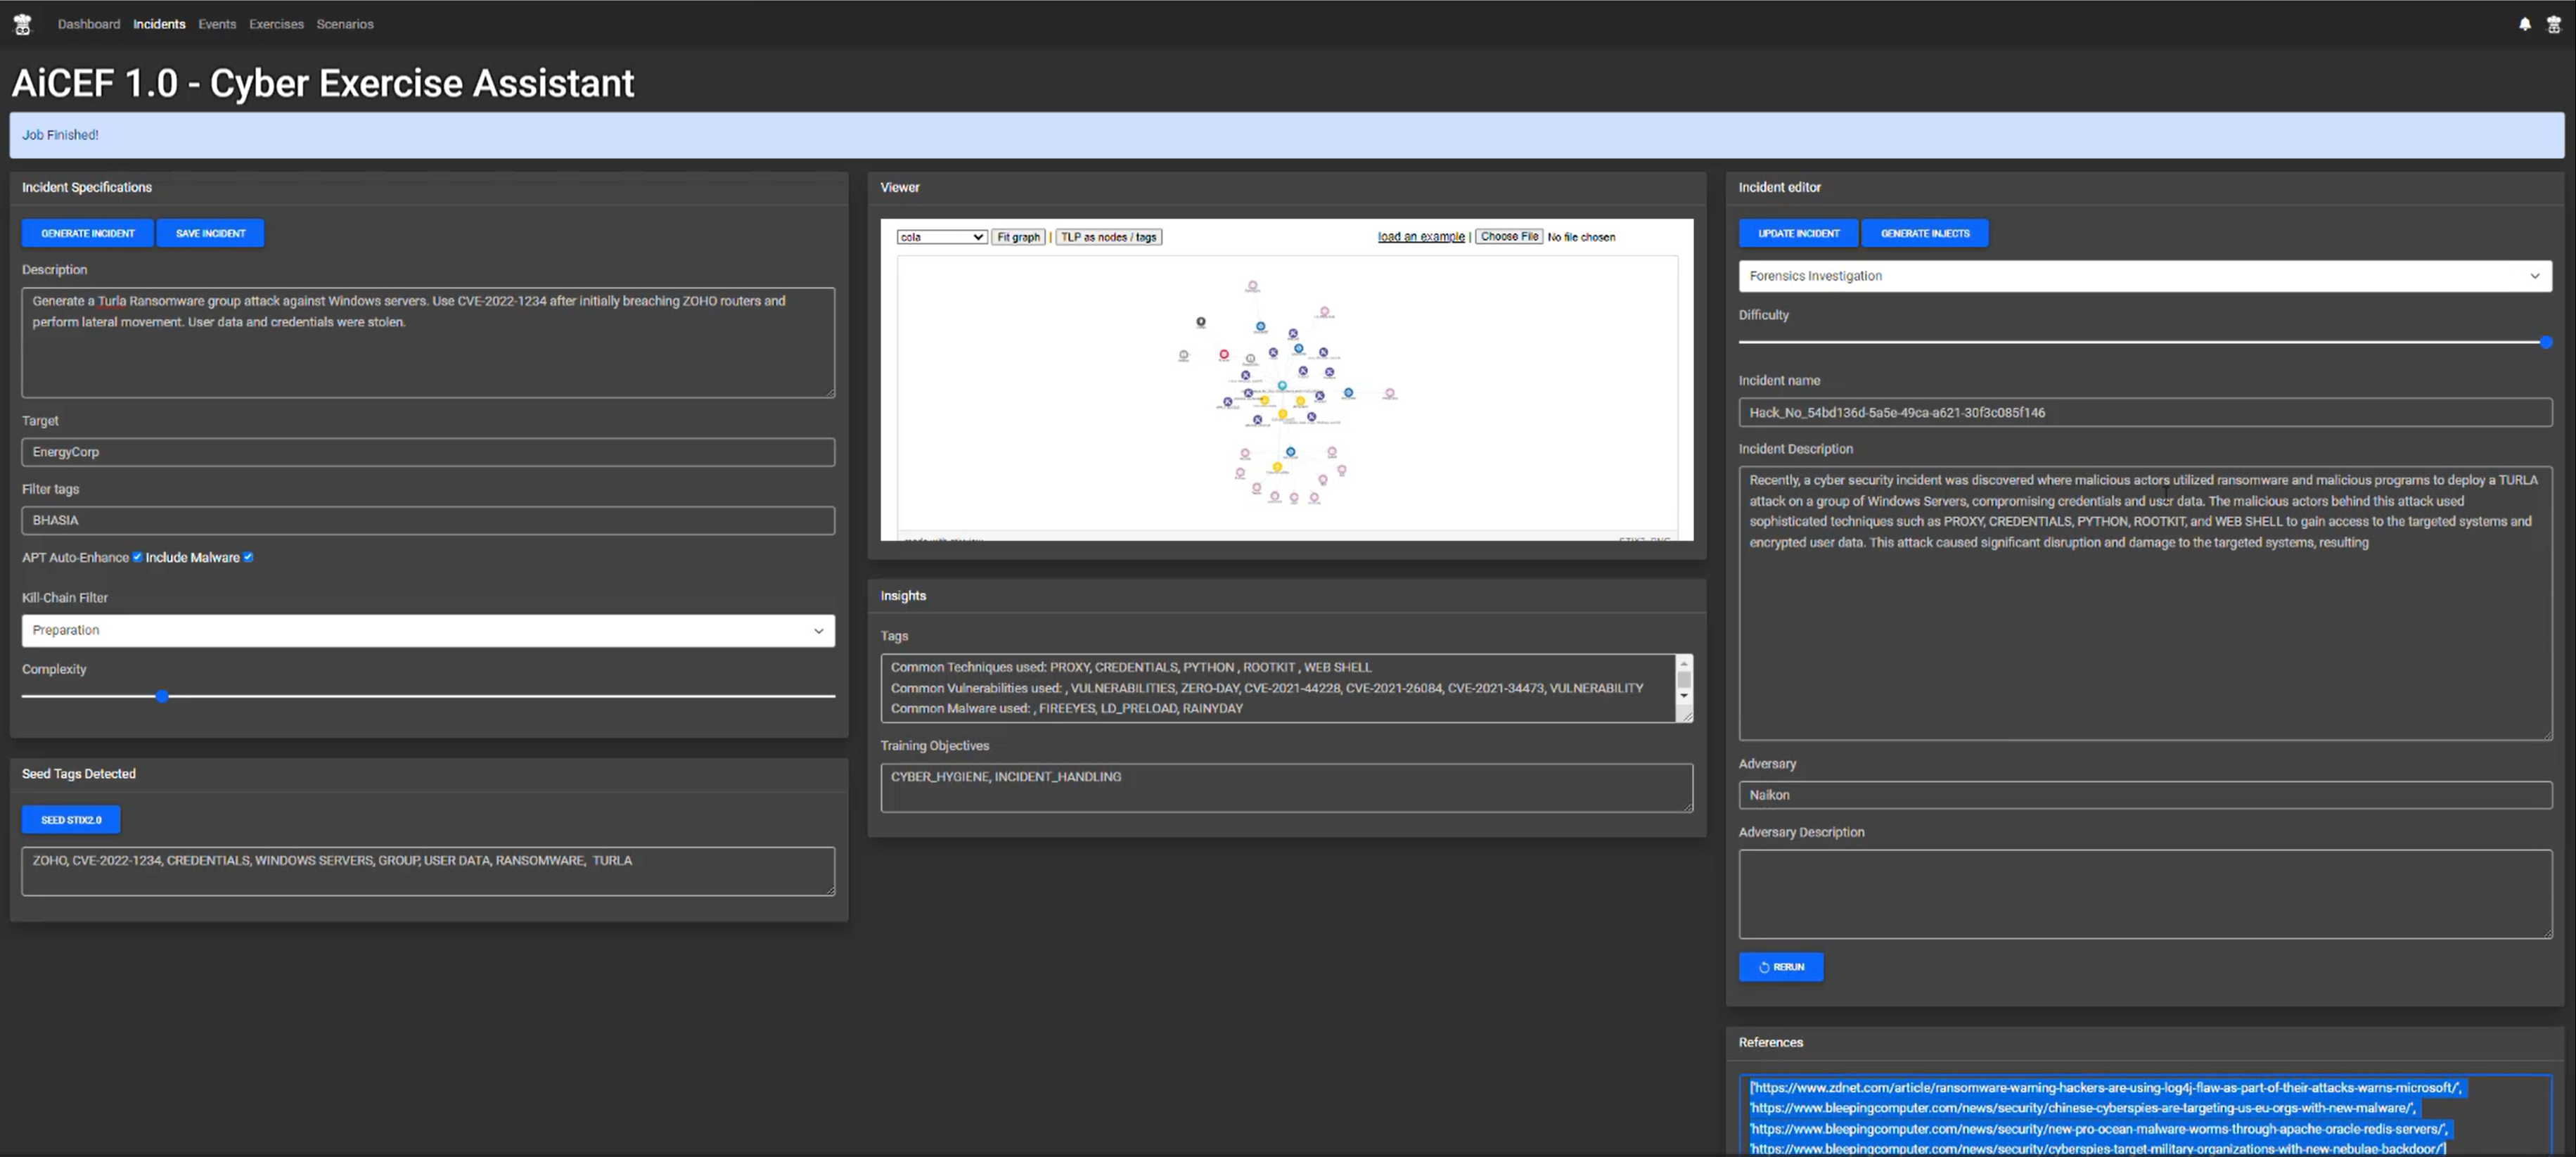 Dashboard Incidents Events Exercises Scenarios
AiCEF 1.0 - Cyber Exercise Assistant
Job Finished!
Incident Specifications
GENERATE INCIDENT SAVE INCIDENT
Description
Generate a Turla Ransomware group attack against Windows servers. Use CVE-2022-1234 after initially breaching ZOHO routers and
perform lateral movement. User data and credentials were stolen.
Target
EnergyCorp
Filter tags
BHASIA
APT Auto-Enhance Include Malware
Kill-Chain Filter
Preparation
Complexity
Seed Tags Detected
SEED STIX2.0
ZOHO, CVE-2022-1234, CREDENTIALS, WINDOWS SERVERS, GROUP, USER DATA, RANSOMWARE, TURLA
Viewer
cola Fit graph | TLP as nodes / tags load an example | Choose File No file chosen
Insights
Tags
Common Techniques used: PROXY, CREDENTIALS, PYTHON , ROOTKIT , WEB SHELL
Common Vulnerabilities used: , VULNERABILITIES, ZERO-DAY, CVE-2021-44228, CVE-2021-26084, CVE-2021-34473, VULNERABILITY
Common Malware used: , FIREEYES, LD_PRELOAD, RAINYDAY
Training Objectives
CYBER_HYGIENE, INCIDENT_HANDLING
Incident editor
UPDATE INCIDENT GENERATE INJECTS
Forensics Investigation
Difficulty
Incident name
Hack_No_54bd136d-5a5e-49ca-a621-30f3c085f146
Incident Description
Recently, a cyber security incident was discovered where malicious actors utilized ransomware and malicious programs to deploy a TURLA
attack on a group of Windows Servers, compromising credentials and user data. The malicious actors behind this attack used
sophisticated techniques such as PROXY, CREDENTIALS, PYTHON, ROOTKIT, and WEB SHELL to gain access to the targeted systems and
encrypted user data. This attack caused significant disruption and damage to the targeted systems, resulting
Adversary
Naikon
Adversary Description
RERUN
References
['https://www.zdnet.com/article/ransomware-warning-hackers-are-using-log4j-flaw-as-part-of-their-attacks-warns-microsoft/',
'https://www.bleepingcomputer.com/news/security/chinese-cyberspies-are-targeting-us-eu-orgs-with-new-malware/',
'https://www.bleepingcomputer.com/news/security/new-pro-ocean-malware-worms-through-apache-oracle-redis-servers/',
'https://www.bleepingcomputer.com/news/security/cyberspies-target-military-organizations-with-new-nebulae-backdoor/']